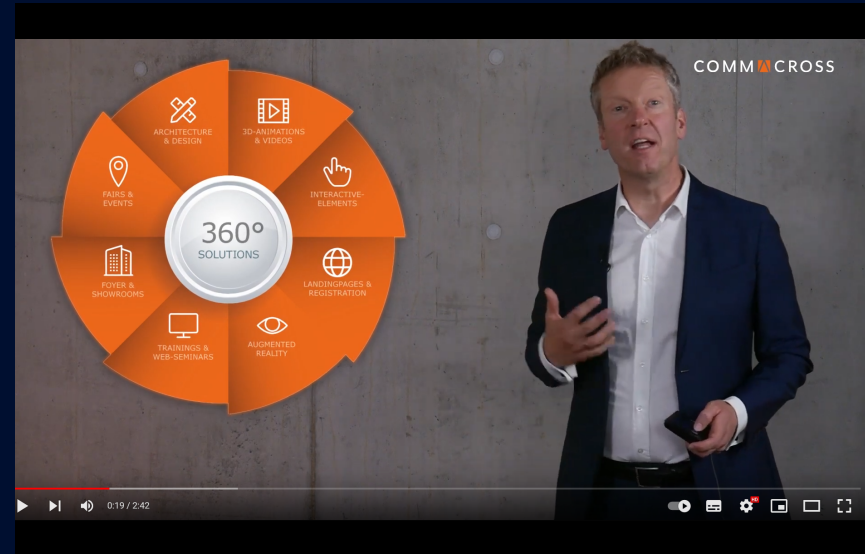 COMMACROSS
ARCHITECTURE
& DESIGN
3D-ANIMATIONS
& VIDEOS
FAIRS &
EVENTS
INTERACTIVE-
ELEMENTS
360°
SOLUTIONS
FOYER &
SHOWROOMS
LANDINGPAGES &
REGISTRATION
TRAININGS &
WEB-SEMINARS
AUGMENTED
REALITY
0:19 / 2:42
HD